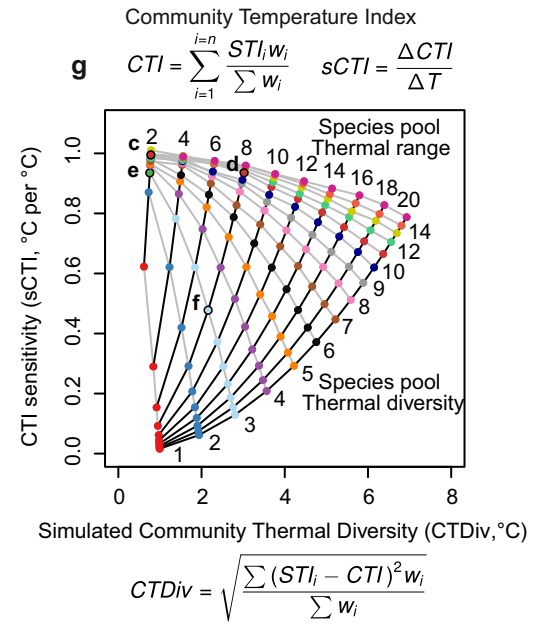 Community Temperature Index
g CTI = ∑ i=1 i=n STI_i w_i / ∑ w_i sCTI = ΔCTI / ΔT
Species pool
Thermal range
c 2 4 6 8 10 12 14 16 18 20
d
e
f
14
12
10
9
8
7
6
5
4
3
2
1
Species pool
Thermal diversity
CTI sensitivity (sCTI, °C per °C)
1.0
0.8
0.6
0.4
0.2
0.0
0 2 4 6 8
Simulated Community Thermal Diversity (CTDiv,°C)
CTDiv = √ ∑ (STI_i − CTI)² w_i / ∑ w_i